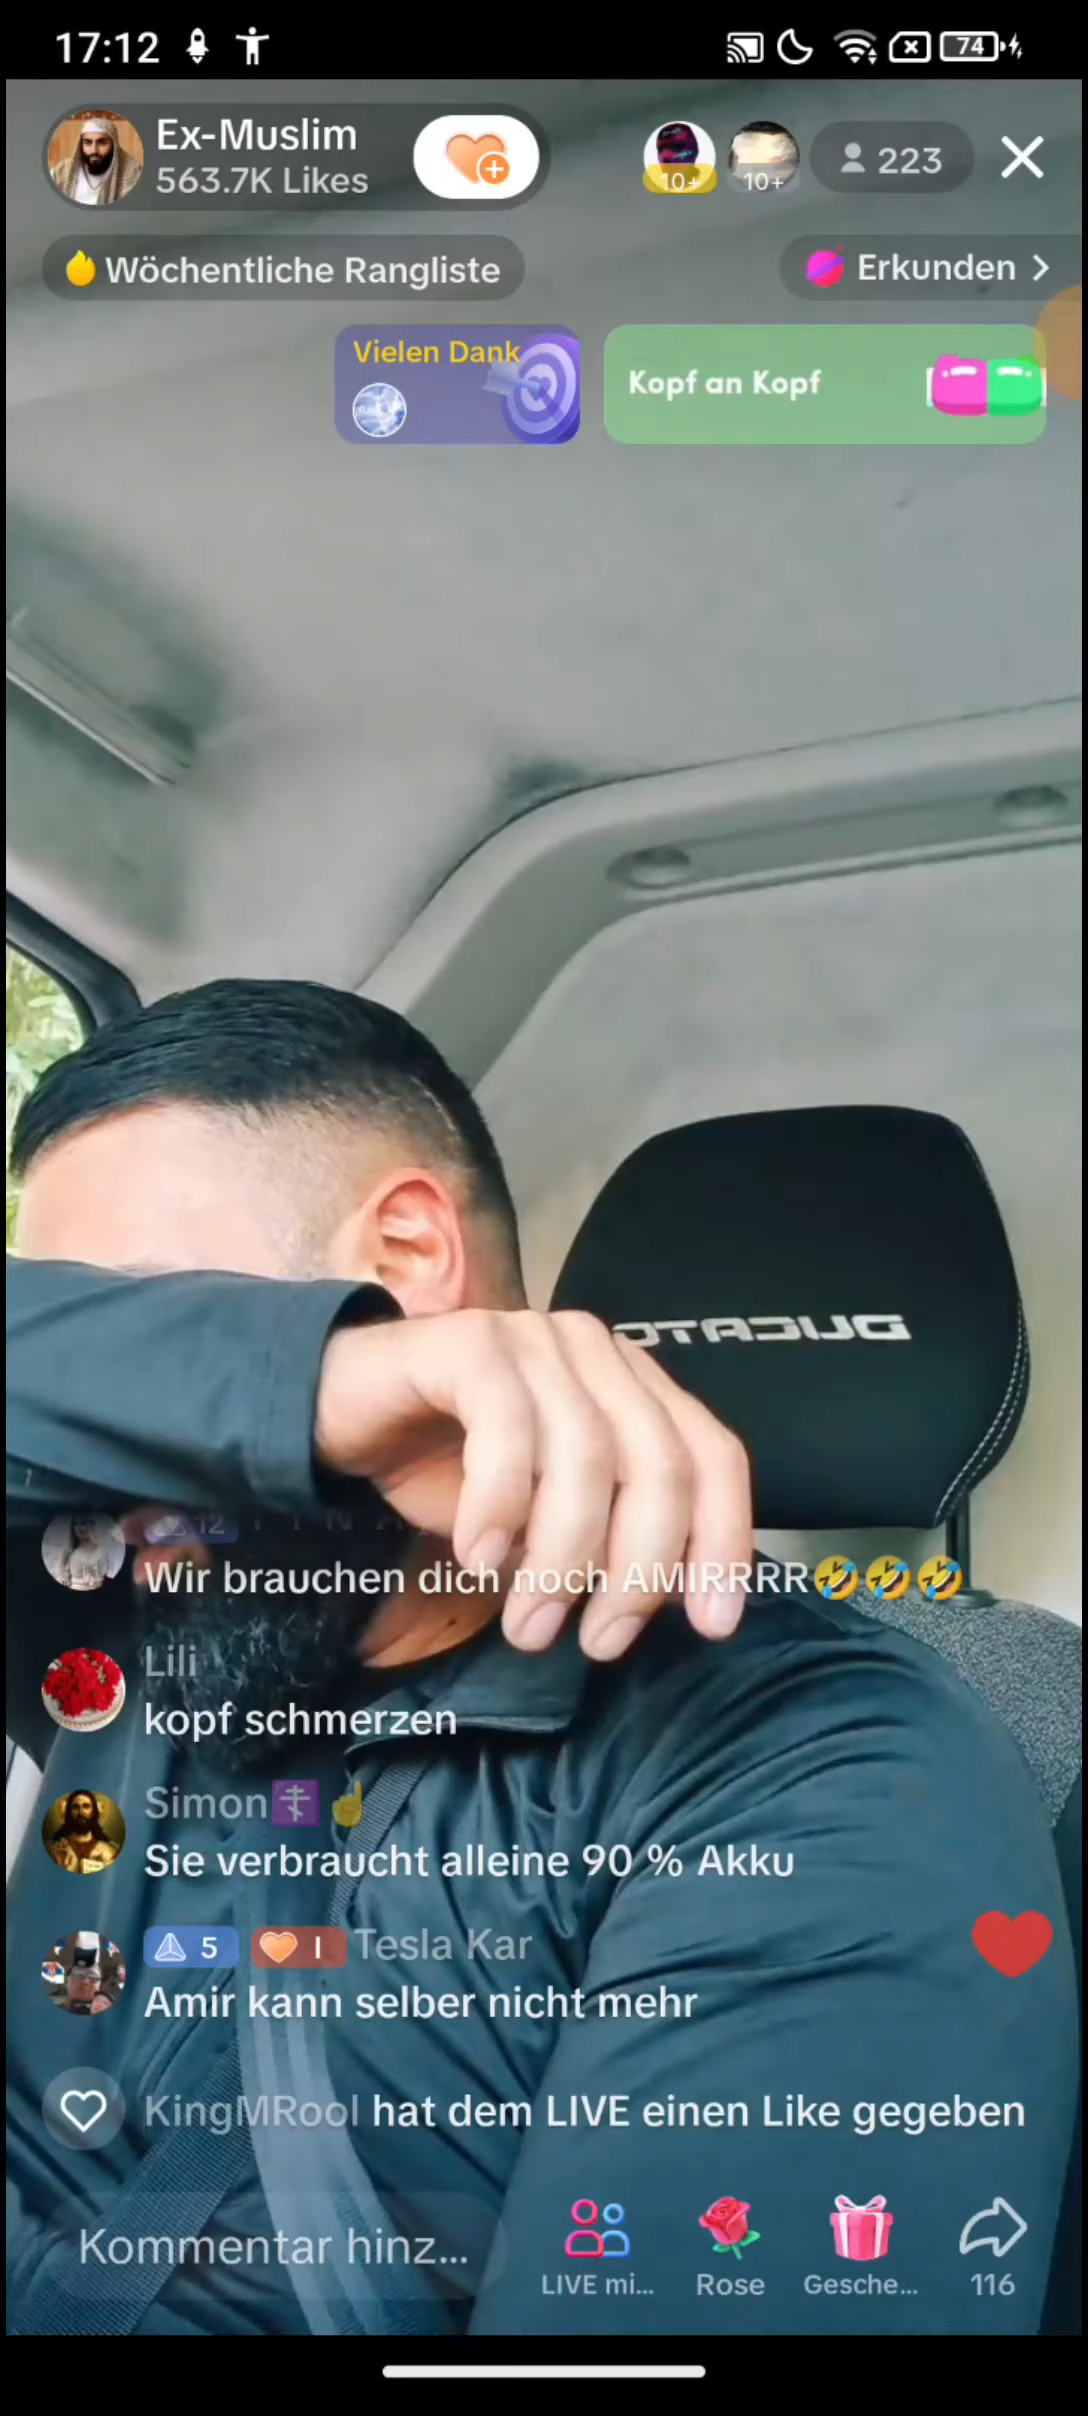 17:12
74
Ex-Muslim
563.7K Likes
10+
10+
223
Wöchentliche Rangliste
Erkunden >
Vielen Dank
Kopf an Kopf
DUCATO
12
Wir brauchen dich noch AMIRRRR🤣🤣🤣
Lili
kopf schmerzen
Simon☦️☝️
Sie verbraucht alleine 90 % Akku
5 I Tesla Kar
Amir kann selber nicht mehr
KingMRool hat dem LIVE einen Like gegeben
Kommentar hinz...
LIVE mi...
Rose
Gesche...
116